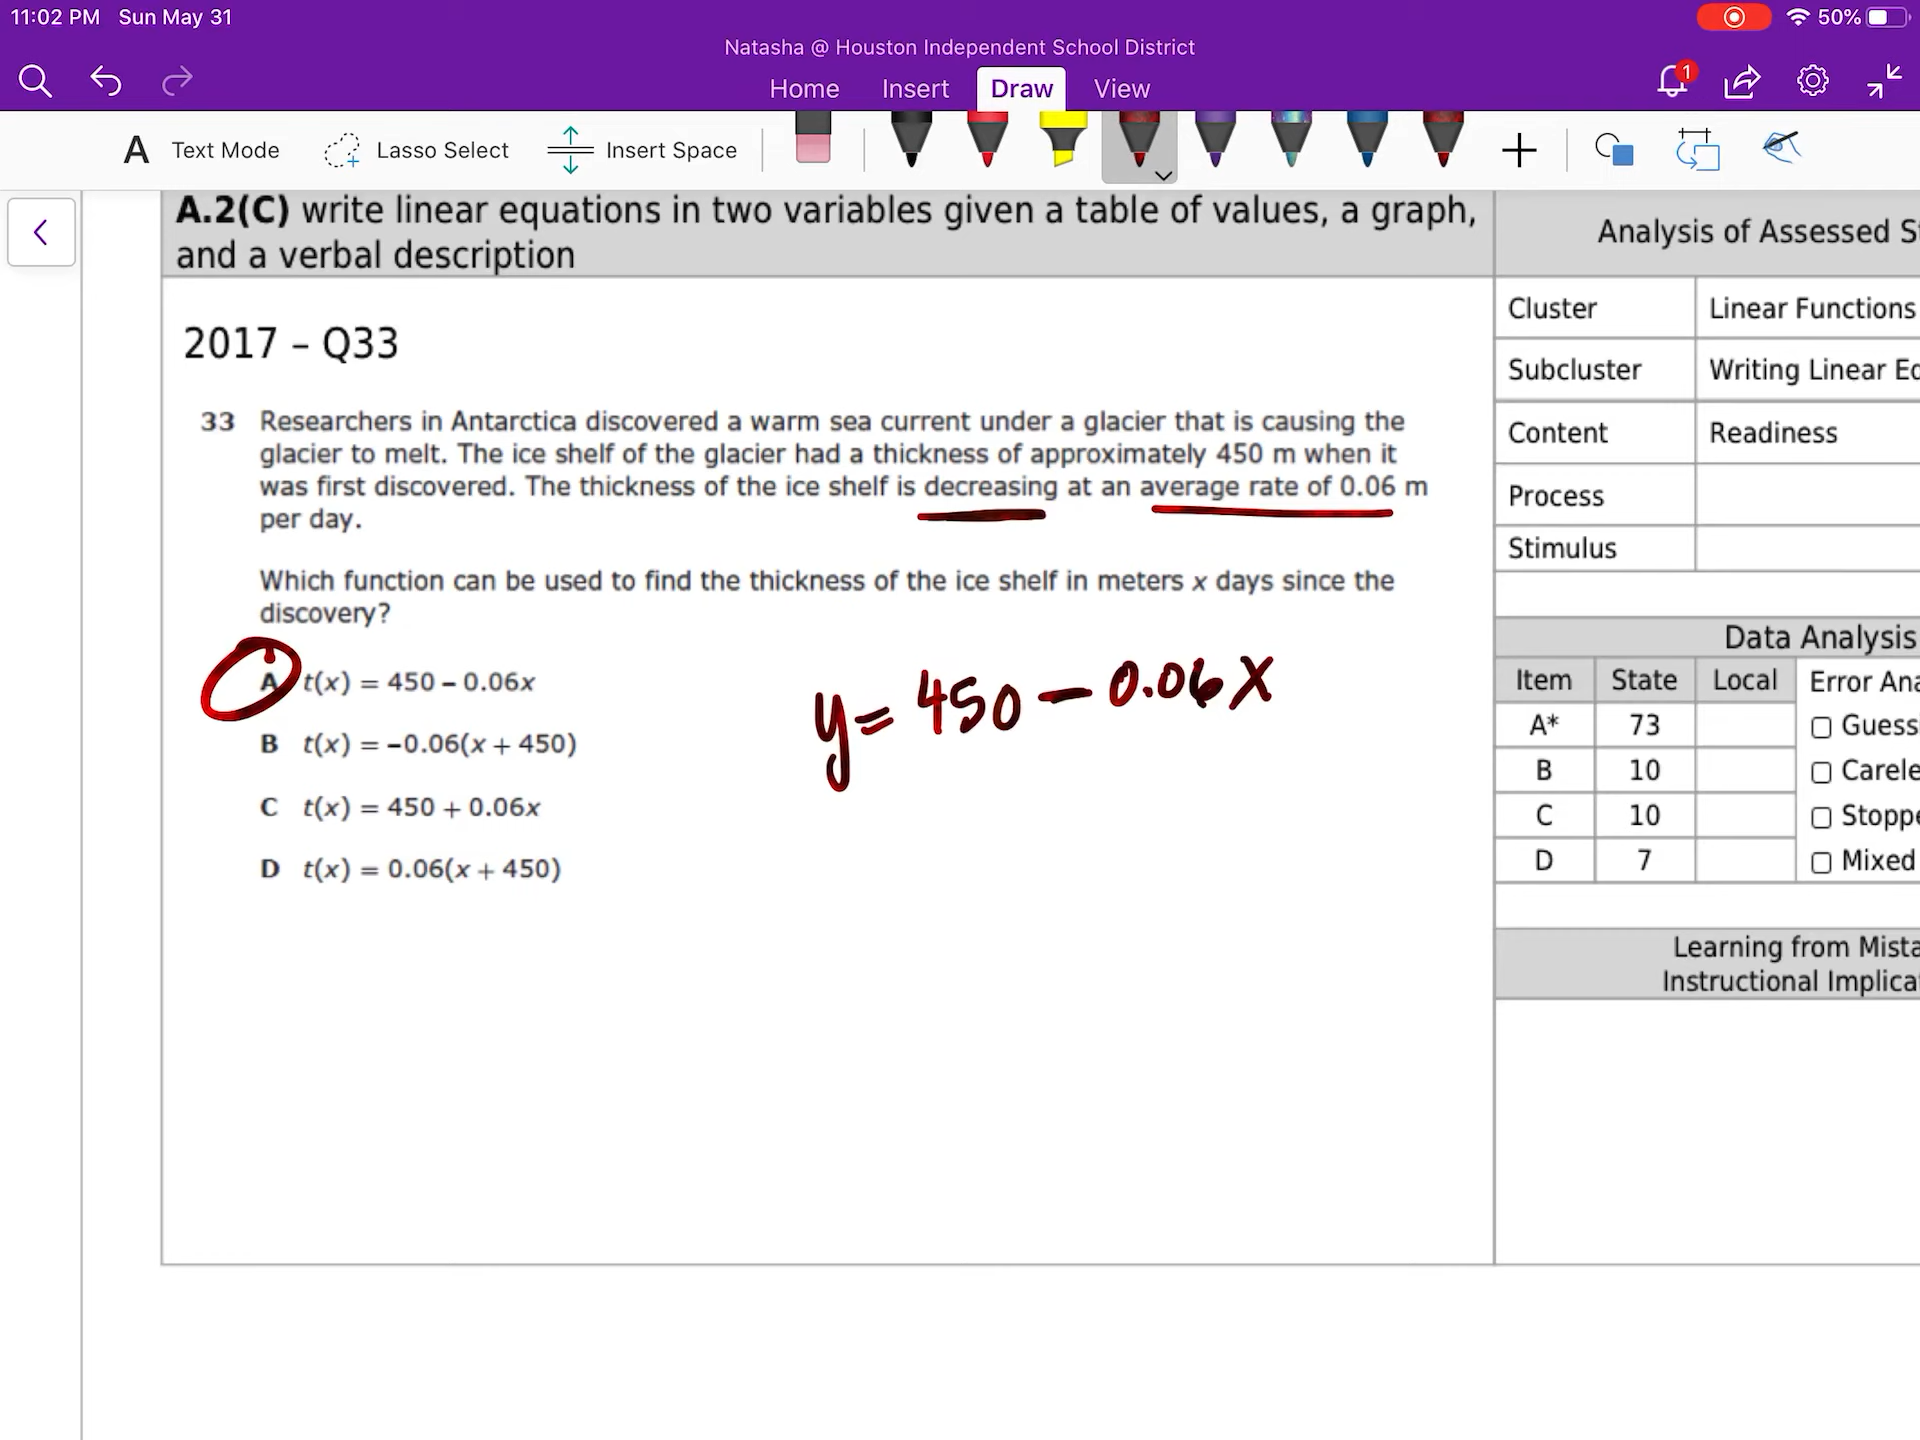 11:02 PM Sun May 31
50%
Natasha @ Houston Independent School District
Home Insert Draw View
1
A Text Mode Lasso Select Insert Space
A.2(C) write linear equations in two variables given a table of values, a graph,
and a verbal description
2017 – Q33
33 Researchers in Antarctica discovered a warm sea current under a glacier that is causing the
glacier to melt. The ice shelf of the glacier had a thickness of approximately 450 m when it
was first discovered. The thickness of the ice shelf is decreasing at an average rate of 0.06 m
per day.
Which function can be used to find the thickness of the ice shelf in meters x days since the
discovery?
A t(x) = 450 – 0.06x
B t(x) = –0.06(x + 450)
C t(x) = 450 + 0.06x
D t(x) = 0.06(x + 450)
y = 450 – 0.06X
Analysis of Assessed S
Cluster Linear Functions
Subcluster Writing Linear Eq
Content Readiness
Process
Stimulus
Data Analysis
Item State Local Error Ana
A* 73 Guessi
B 10 Carele
C 10 Stoppe
D 7 Mixed
Learning from Mista
Instructional Implicat